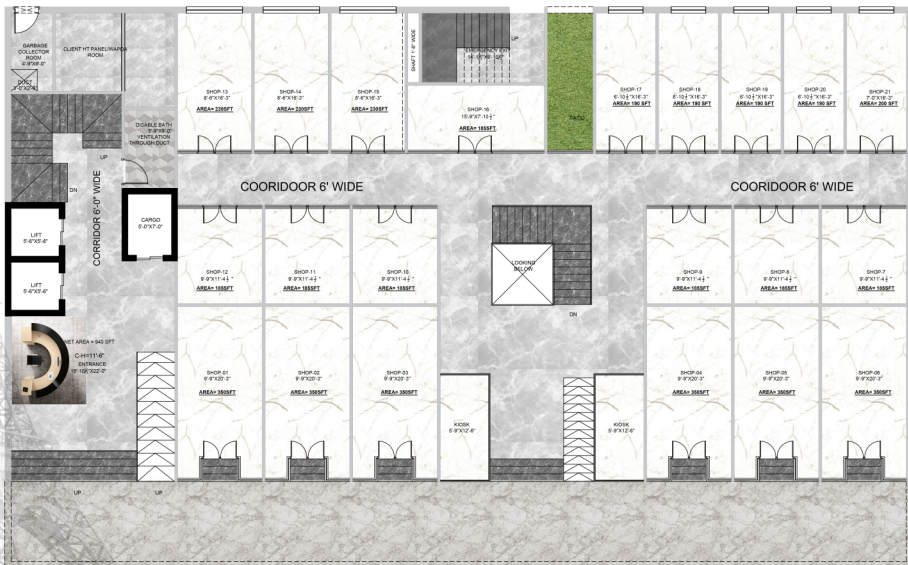 GARBAGE
COLLECTOR
ROOM
CLIENT HT PANEL/WAPDA
ROOM
DUCT
UP
DISABLE BATH
5'-9"X9'-0"
VENTILATION
THROUGH DUCT
SHOP-13
8'-6"X16'-3"
AREA= 230SFT
SHOP-14
8'-6"X16'-3"
AREA= 230SFT
SHOP-15
8'-6"X16'-3"
AREA= 230SFT
SHAFT 1'-6" WIDE
UP
EMERGENCY EXIT
SHOP-16
15'-9"X7'-10 ½"
AREA= 185SFT
PATIO
SHOP-17
6'-10 ½"X16'-3"
AREA= 190 SFT
SHOP-18
6'-10 ½"X16'-3"
AREA= 190 SFT
SHOP-19
6'-10 ½"X16'-3"
AREA= 190 SFT
SHOP-20
6'-10 ½"X16'-3"
AREA= 190 SFT
SHOP-21
7'-0"X16'-3"
AREA= 200 SFT
DN
CORRIDOR 6'-0" WIDE
COORIDOOR 6' WIDE
COORIDOOR 6' WIDE
LIFT
5'-6"X5'-6"
LIFT
5'-6"X5'-6"
CARGO
5'-0"X7'-0"
SHOP-12
9'-9"X11'-4 ½"
AREA= 185SFT
SHOP-11
9'-9"X11'-4 ½"
AREA= 185SFT
SHOP-10
9'-9"X11'-4 ½"
AREA= 185SFT
LOOKING
BELOW
DN
SHOP-9
9'-9"X11'-4 ½"
AREA= 185SFT
SHOP-8
9'-9"X11'-4 ½"
AREA= 185SFT
SHOP-7
9'-9"X11'-4 ½"
AREA= 185SFT
NET AREA = 940 SFT
C-H=11'-6"
ENTRANCE
SHOP-01
9'-9"X20'-3"
AREA= 350SFT
SHOP-02
9'-9"X20'-3"
AREA= 350SFT
SHOP-03
9'-9"X20'-3"
AREA= 350SFT
KIOSK
5'-9"X12'-6"
KIOSK
5'-9"X12'-6"
SHOP-04
9'-9"X20'-3"
AREA= 350SFT
SHOP-05
9'-9"X20'-3"
AREA= 350SFT
SHOP-06
9'-9"X20'-3"
AREA= 350SFT
UP
UP